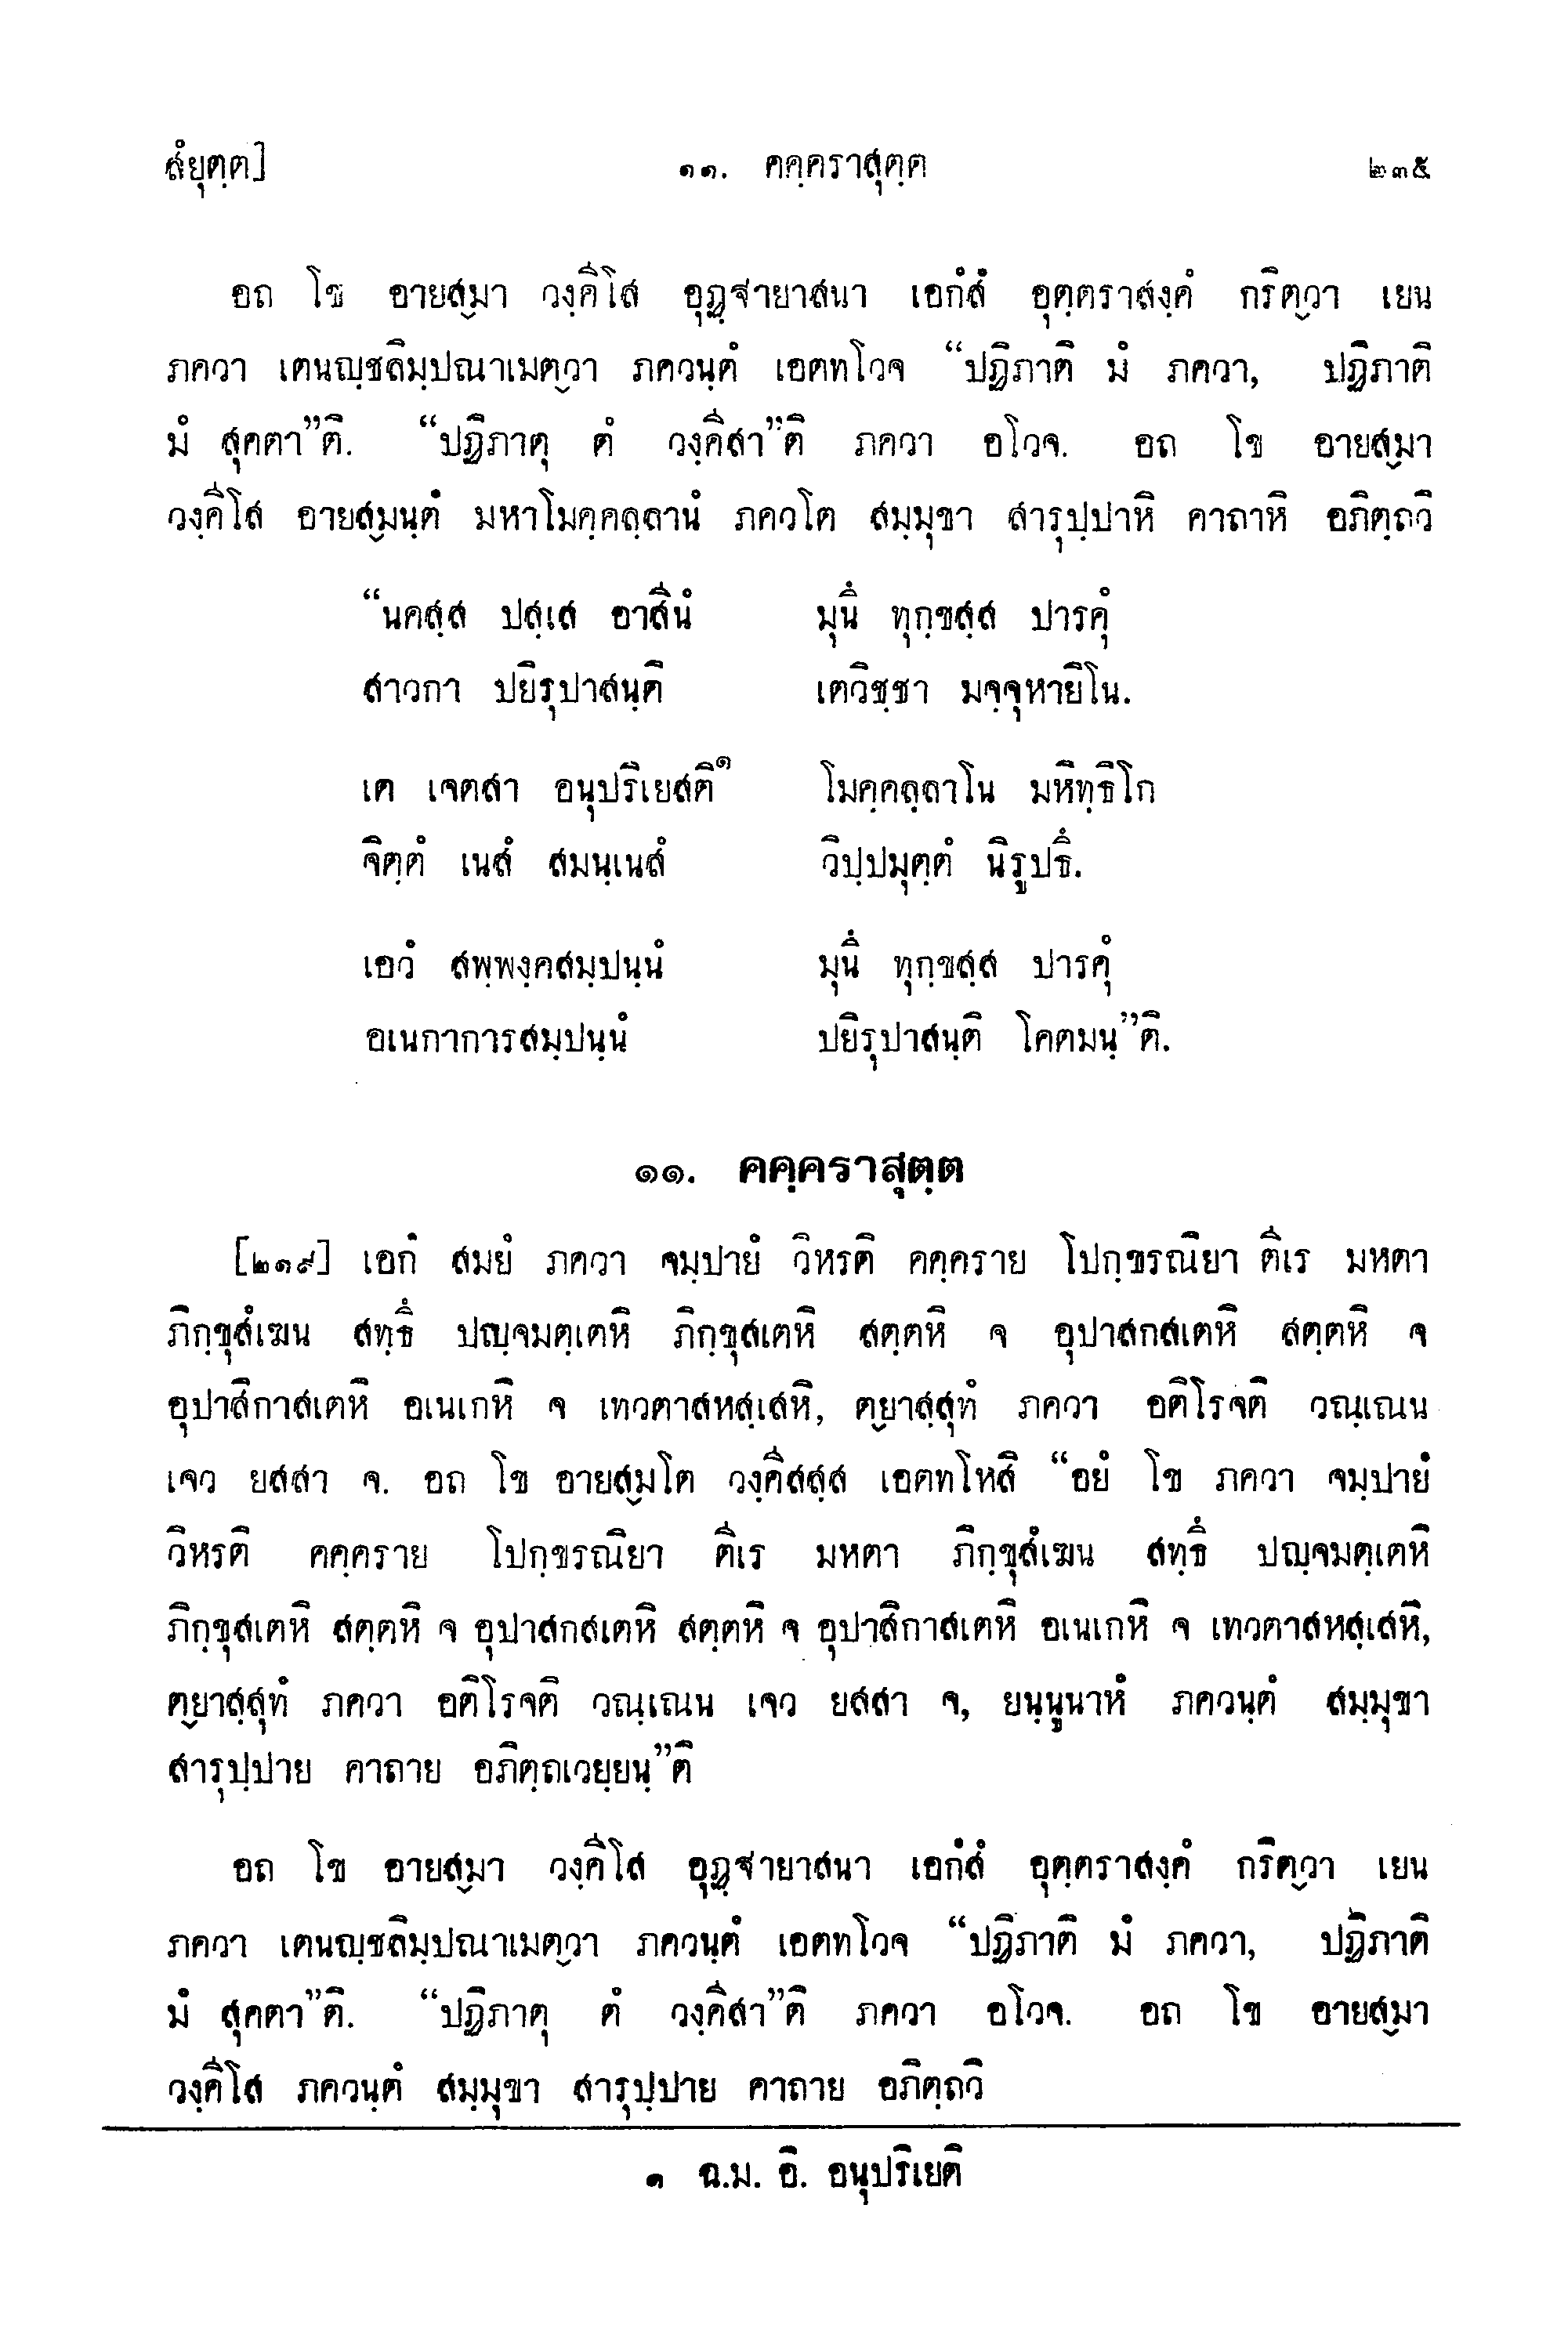 สํยุตฺต]	๑๑. คคฺคราสุตฺต	๒๓๕
อถ โข อายสฺมา วงฺคีโส อุฏฺฐายาสนา เอกํสํ อุตฺตราสงฺคํ กริตฺวา เยน
ภควา เตนญฺชลิมฺปณาเมตฺวา ภควนฺตํ เอตทโวจ “ปฏิภาติ มํ ภควา, ปฏิภาติ
มํ สุคตา”ติ. “ปฏิภาตุ ตํ วงฺคีสา”ติ ภควา อโวจ. อถ โข อายสฺมา
วงฺคีโส อายสฺมนฺตํ มหาโมคฺคลฺลานํ ภควโต สมฺมุขา สารุปฺปาหิ คาถาหิ อภิตฺถวิ
“นคสฺส ปสฺเส อาสีนํ	มุนึ ทุกฺขสฺส ปารคุํ
สาวกา ปยิรุปาสนฺติ	เตวิชฺชา มจฺจุหายิโน.
เต เจตสา อนุปริเยสติ๑	โมคฺคลฺลาโน มหิทฺธิโก
จิตฺตํ เนสํ สมนฺเนสํ	วิปฺปมุตฺตํ นิรูปธึ.
เอวํ สพฺพงฺคสมฺปนฺนํ	มุนึ ทุกฺขสฺส ปารคุํ
อเนกาการสมฺปนฺนํ	ปยิรุปาสนฺติ โคตมนฺ”ติ.
๑๑. คคฺคราสุตฺต
[๒๑๙] เอกํ สมยํ ภควา จมฺปายํ วิหรติ คคฺคราย โปกฺขรณิยา ตีเร มหตา
ภิกฺขุสํเฆน สทฺธึ ปญฺจมตฺเตหิ ภิกฺขุสเตหิ สตฺตหิ จ อุปาสกสเตหิ สตฺตหิ จ
อุปาสิกาสเตหิ อเนเกหิ จ เทวตาสหสฺเสหิ, ตฺยาสฺสุทํ ภควา อติโรจติ วณฺเณน
เจว ยสสา จ. อถ โข อายสฺมโต วงฺคีสสฺส เอตทโหสิ “อยํ โข ภควา จมฺปายํ
วิหรติ คคฺคราย โปกฺขรณิยา ตีเร มหตา ภิกฺขุสํเฆน สทฺธึ ปญฺจมตฺเตหิ
ภิกฺขุสเตหิ สตฺตหิ จ อุปาสกสเตหิ สตฺตหิ จ อุปาสิกาสเตหิ อเนเกหิ จ เทวตาสหสฺเสหิ,
ตฺยาสฺสุทํ ภควา อติโรจติ วณฺเณน เจว ยสสา จ, ยนฺนูนาหํ ภควนฺตํ สมฺมุขา
สารุปฺปาย คาถาย อภิตฺถเวยฺยนฺ”ติ
อถ โข อายสฺมา วงฺคีโส อุฏฺฐายาสนา เอกํสํ อุตฺตราสงฺคํ กริตฺวา เยน
ภควา เตนญฺชลิมฺปณาเมตฺวา ภควนฺตํ เอตทโวจ “ปฏิภาติ มํ ภควา, ปฏิภาติ
มํ สุคตา”ติ. “ปฏิภาตุ ตํ วงฺคีสา”ติ ภควา อโวจ. อถ โข อายสฺมา
วงฺคีโส ภควนฺตํ สมฺมุขา สารุปฺปาย คาถาย อภิตฺถวิ
๑ ฉ.ม. อิ. อนุปริเยติ